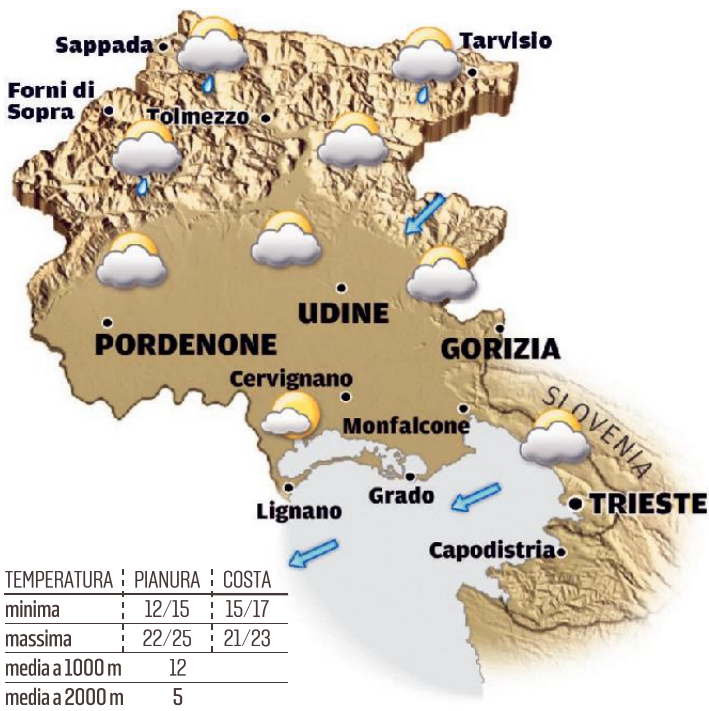 Sappada
Tarvisio
Forni di
Sopra
Tolmezzo
UDINE
PORDENONE
GORIZIA
Cervignano
SLOVENIA
Monfalcone
Grado
Lignano
TRIESTE
Capodistria
TEMPERATURA PIANURA COSTA
minima 12/15 15/17
massima 22/25 21/23
media a 1000 m 12
media a 2000 m 5